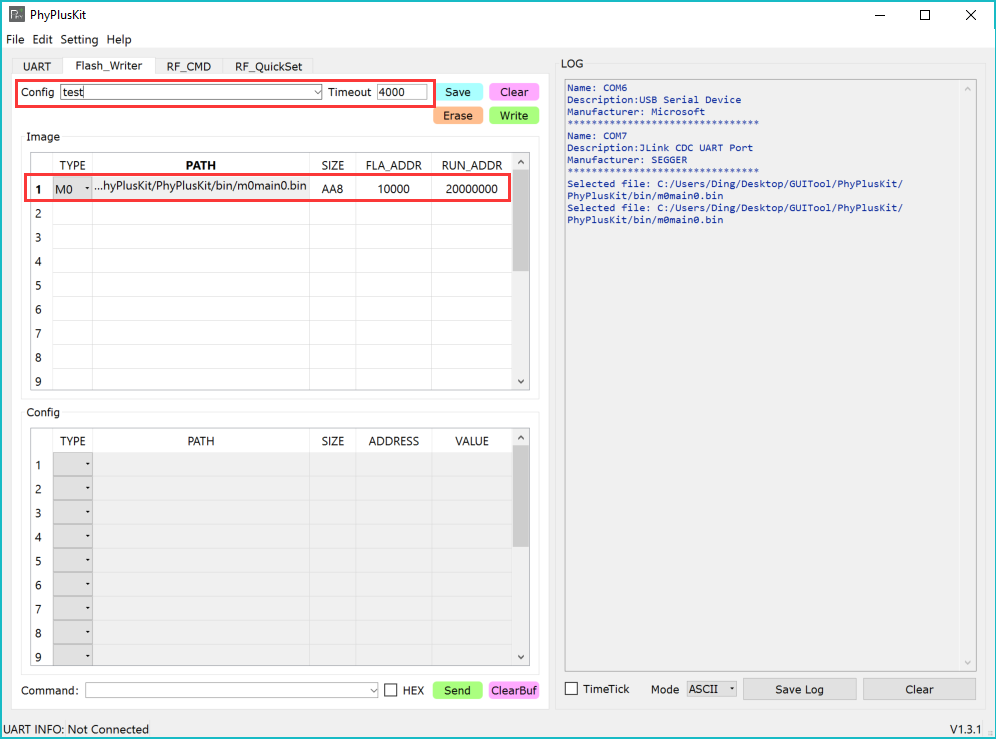 PhyPlusKit
File Edit Setting Help
UART Flash_Writer RF_CMD RF_QuickSet
Config test Timeout 4000 Save Clear
Erase Write
Image
TYPE PATH SIZE FLA_ADDR RUN_ADDR
1 M0 ...hyPlusKit/PhyPlusKit/bin/m0main0.bin AA8 10000 20000000
2
3
4
5
6
7
8
9
Config
TYPE PATH SIZE ADDRESS VALUE
1
2
3
4
5
6
7
8
9
Command: HEX Send ClearBuf
LOG
Name: COM6
Description:USB Serial Device
Manufacturer: Microsoft
********************************
Name: COM7
Description:JLink CDC UART Port
Manufacturer: SEGGER
********************************
Selected file: C:/Users/Ding/Desktop/GUITool/PhyPlusKit/
PhyPlusKit/bin/m0main0.bin
Selected file: C:/Users/Ding/Desktop/GUITool/PhyPlusKit/
PhyPlusKit/bin/m0main0.bin
TimeTick Mode ASCII Save Log Clear
UART INFO: Not Connected V1.3.1